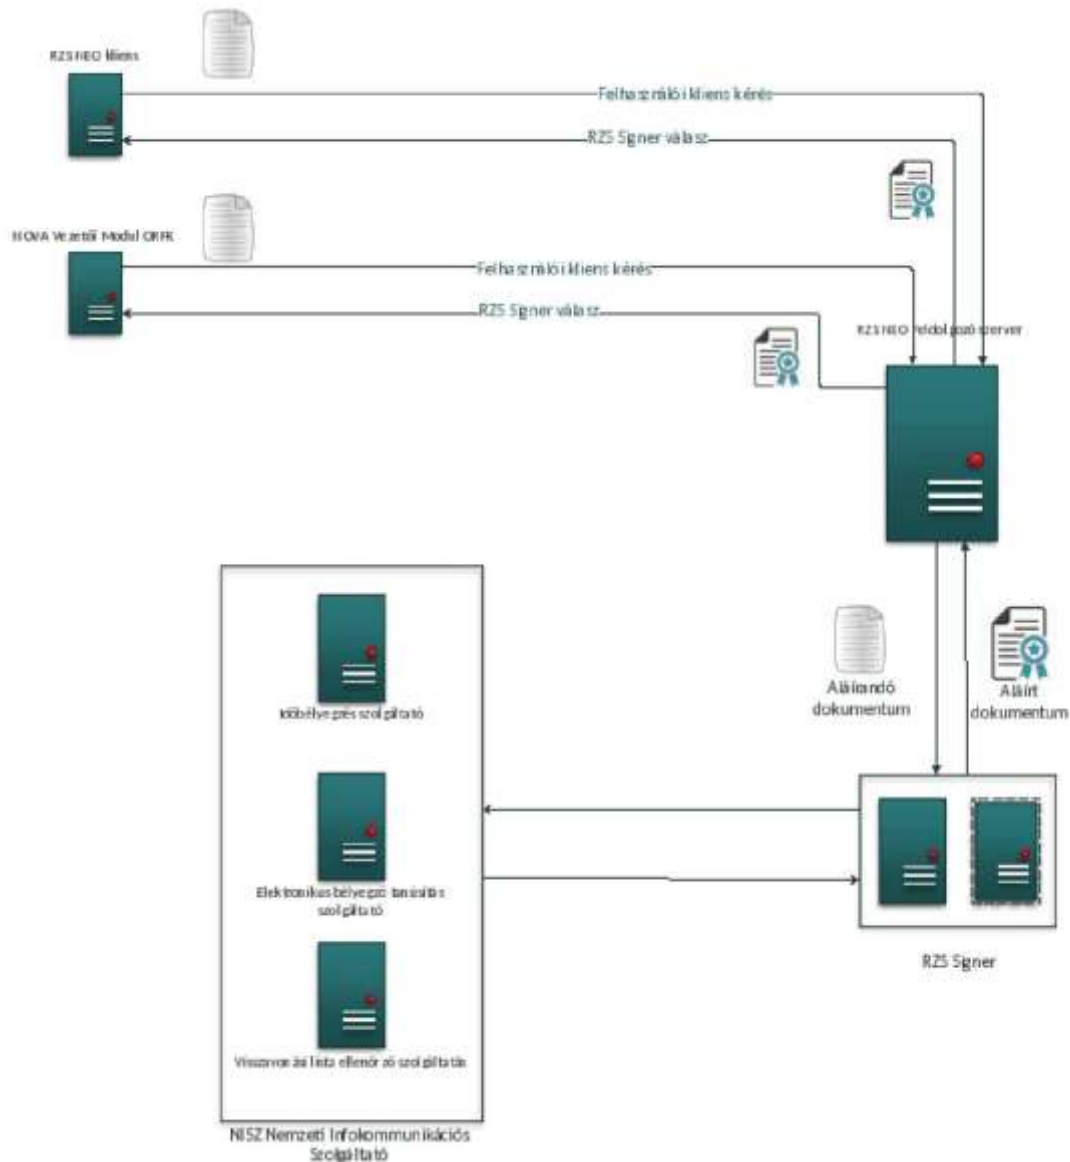 RZS NEO kliens
Felhasználói kliens kérés
RZS Signer válasz
NOVA Vezetői Modul ORFK
Felhasználói kliens kérés
RZS Signer válasz
RZS NEO Feldolgozó szerver
Aláírandó
dokumentum
Aláírt
dokumentum
Időbélyegzés szolgáltató
Elektronikus bélyegző tanúsítás
szolgáltató
Visszavonási lista ellenőrző szolgáltatás
RZS Signer
NISZ Nemzeti Infokommunikációs
Szolgáltató